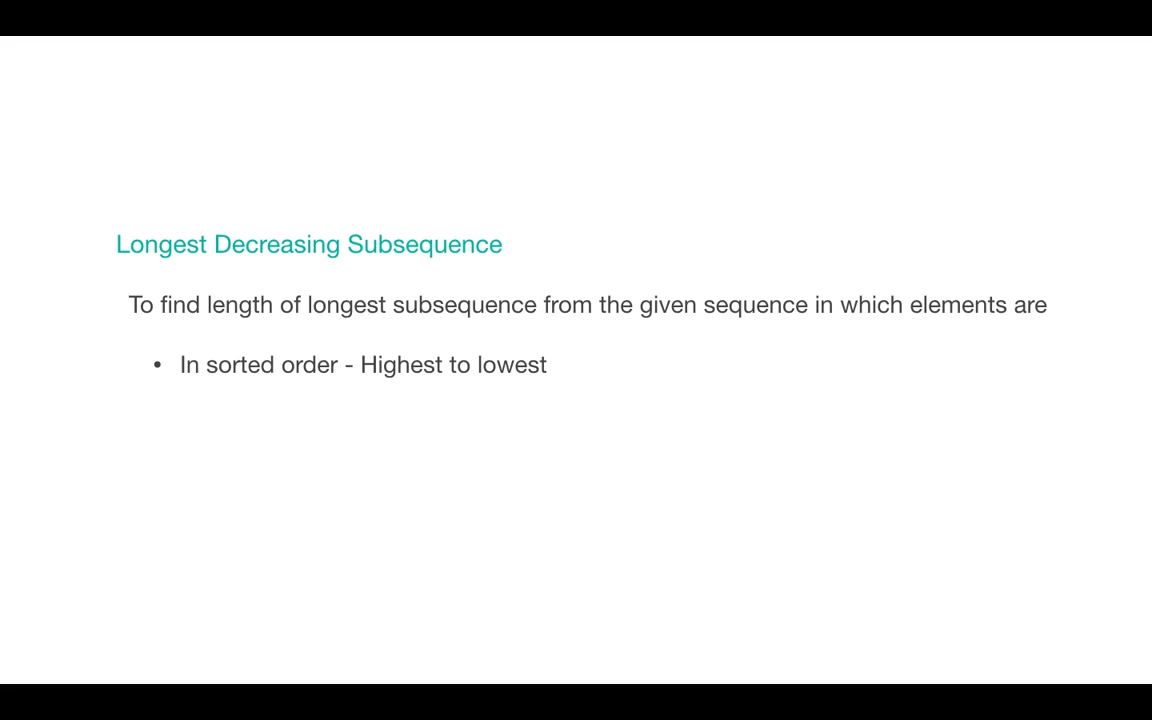 Longest Decreasing Subsequence
To find length of longest subsequence from the given sequence in which elements are
• In sorted order - Highest to lowest